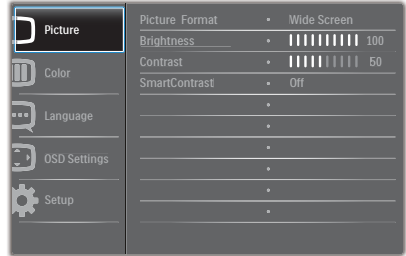 Picture
Color
Language
OSD Settings
Setup
Picture Format Wide Screen
Brightness 100
Contrast 50
SmartContrast Off